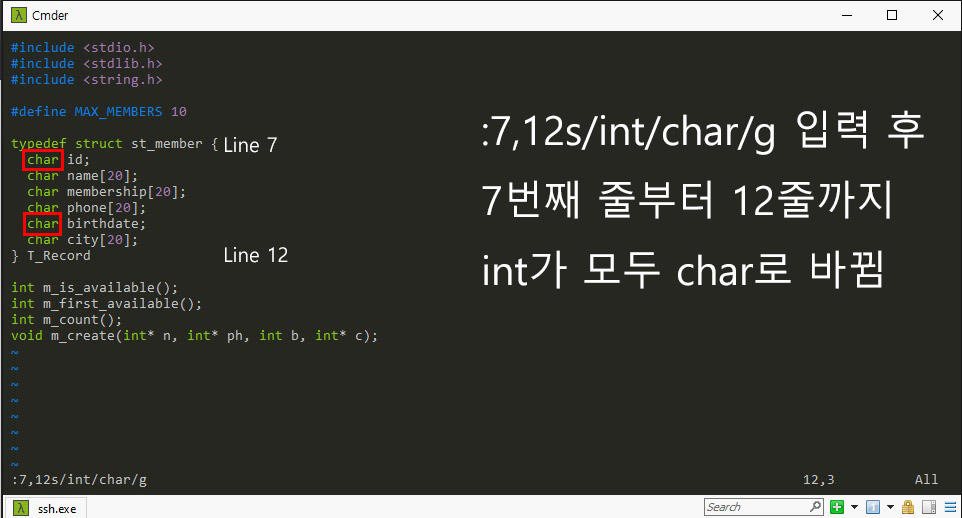 Cmder
#include <stdio.h>
#include <stdlib.h>
#include <string.h>
#define MAX_MEMBERS 10
typedef struct st_member { Line 7
char id;
char name[20];
char membership[20];
char phone[20];
char birthdate;
char city[20];
} T_Record Line 12
int m_is_available();
int m_first_available();
int m_count();
void m_create(int* n, int* ph, int b, int* c);
~
~
~
~
~
~
~
~
:7,12s/int/char/g 12,3 All
:7,12s/int/char/g 입력 후
7번째 줄부터 12줄까지
int가 모두 char로 바뀜
ssh.exe Search